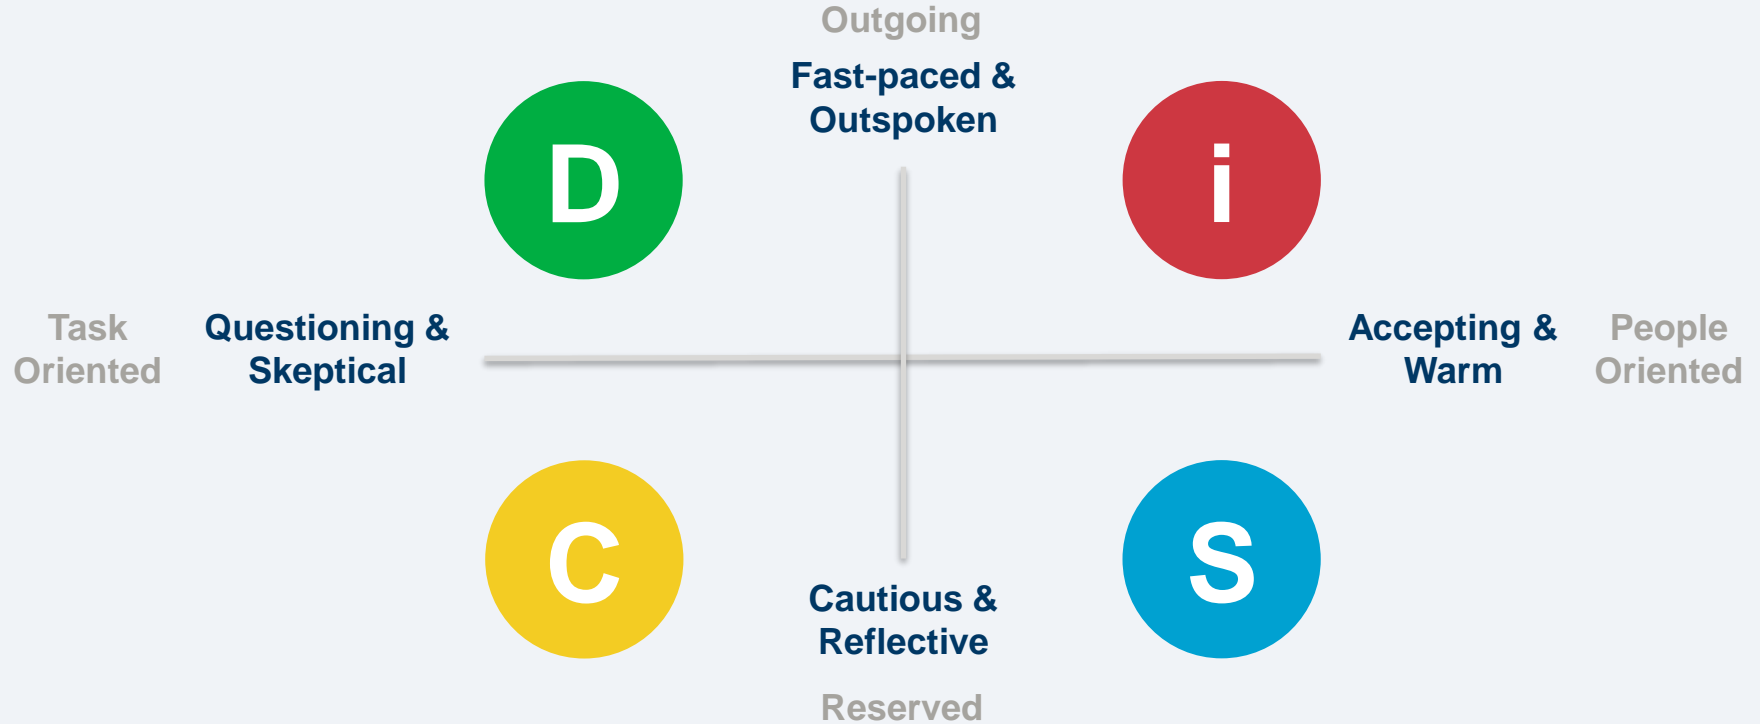 Outgoing
Fast-paced &
Outspoken
D
i
Task
Oriented
Questioning &
Skeptical
Accepting &
Warm
People
Oriented
C
S
Cautious &
Reflective
Reserved